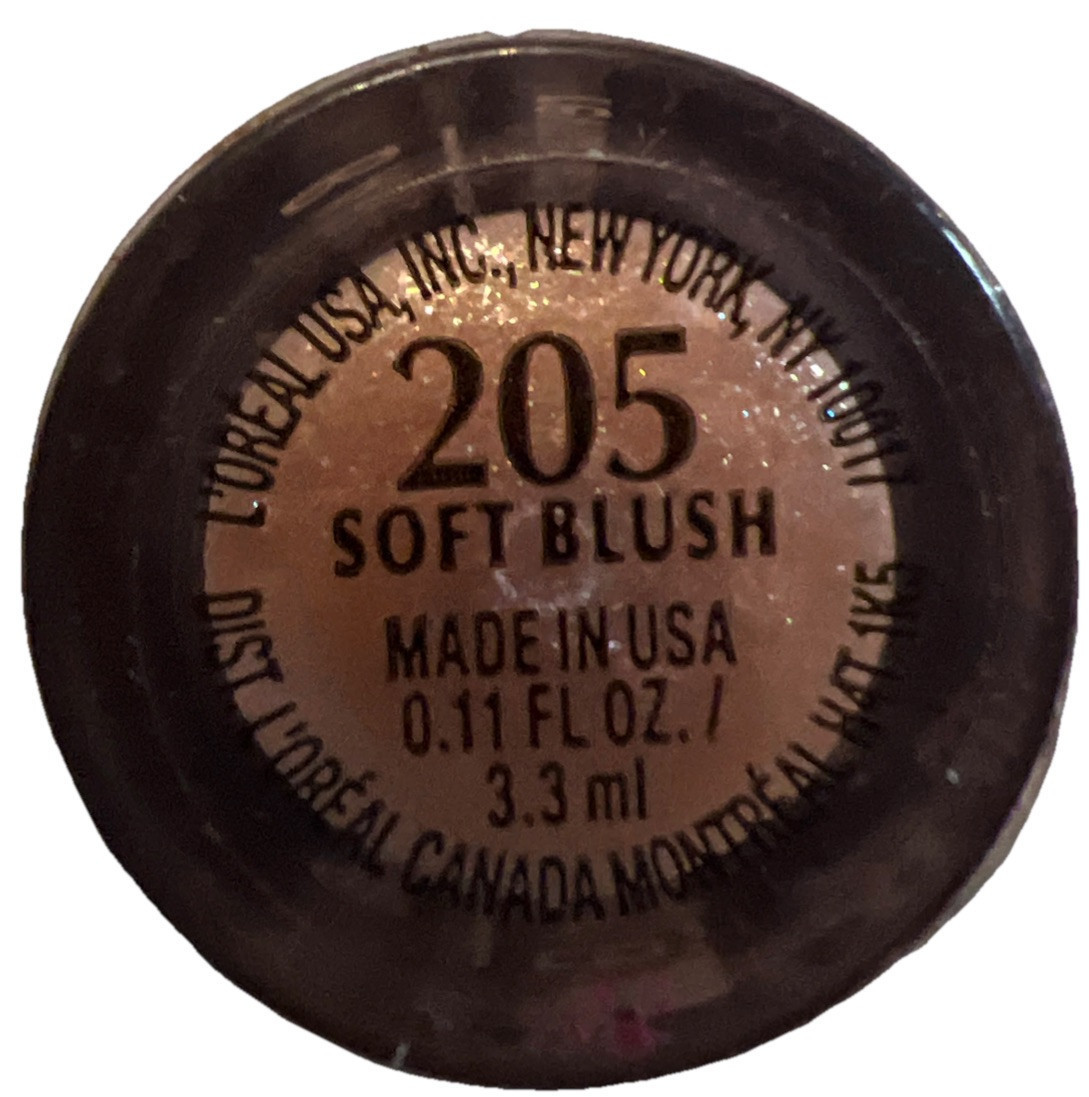 L'OREAL USA, INC., NEW YORK, NY 10017
205
SOFT BLUSH
MADE IN USA
0.11 FL OZ. /
3.3 ml
DIST. L'ORÉAL CANADA MONTRÉAL H4T 1K5